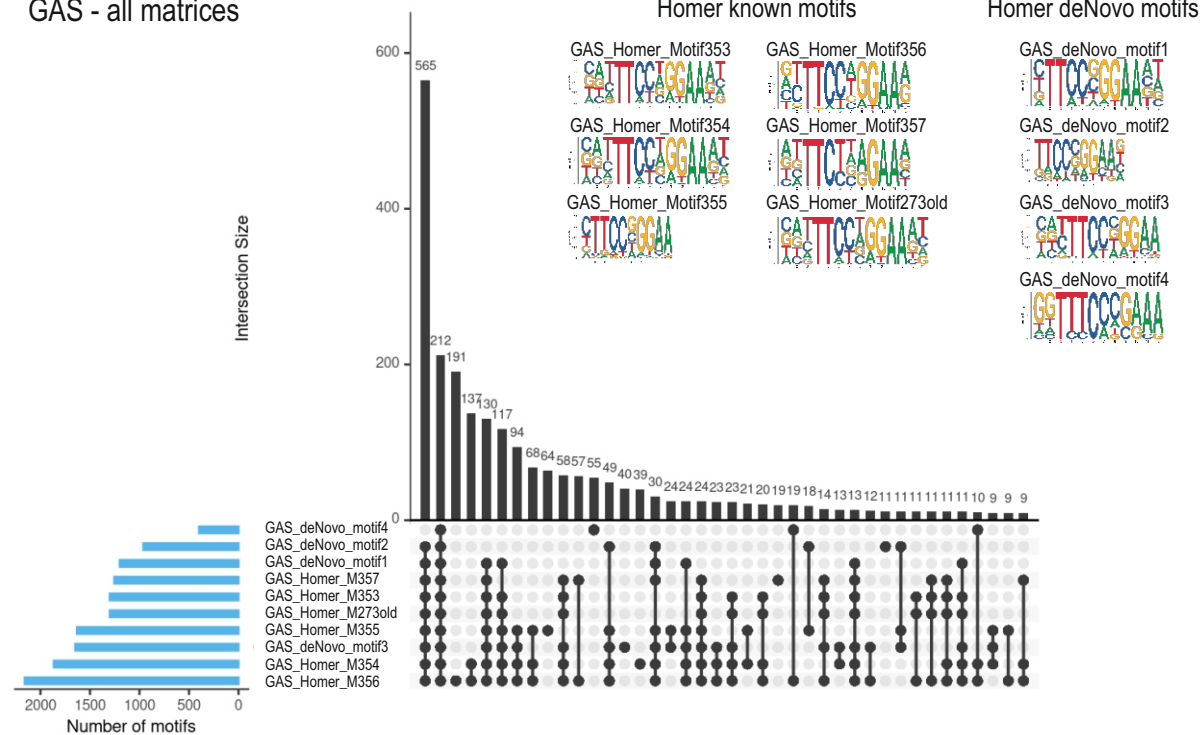 GAS - all matrices
Homer known motifs
Homer deNovo motifs
GAS_Homer_Motif353
GAS_Homer_Motif356
GAS_deNovo_motif1
GAS_Homer_Motif354
GAS_Homer_Motif357
GAS_deNovo_motif2
GAS_Homer_Motif355
GAS_Homer_Motif273old
GAS_deNovo_motif3
GAS_deNovo_motif4
Intersection Size
600
400
200
0
565
212
191
137
130
117
94
68
64
58
57
55
49
40
39
30
24
24
24
23
23
21
20
19
19
18
14
13
13
12
11
11
11
11
11
11
10
9
9
9
GAS_deNovo_motif4
GAS_deNovo_motif2
GAS_deNovo_motif1
GAS_Homer_M357
GAS_Homer_M353
GAS_Homer_M273old
GAS_Homer_M355
GAS_deNovo_motif3
GAS_Homer_M354
GAS_Homer_M356
2000 1500 1000 500 0
Number of motifs